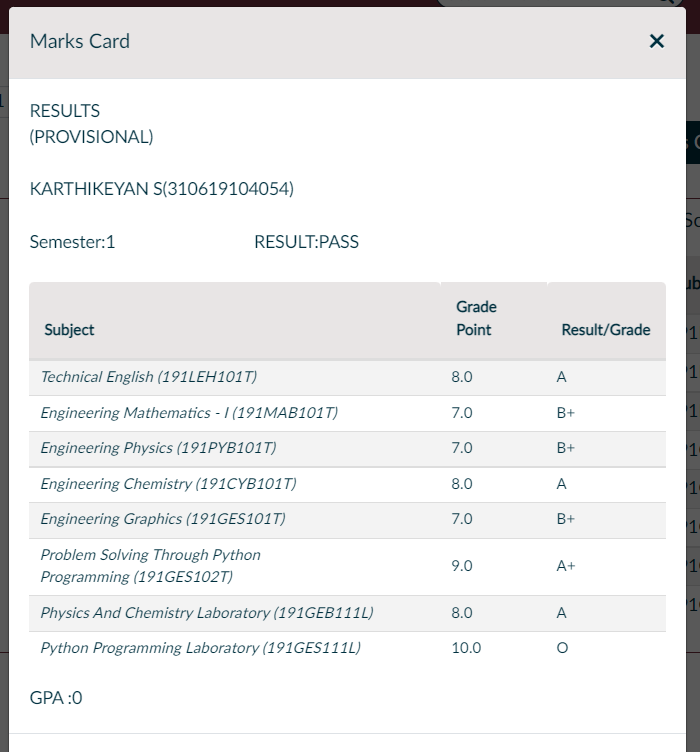 Marks Card
RESULTS
(PROVISIONAL)
KARTHIKEYAN S(310619104054)
Semester:1 RESULT:PASS
Subject Grade Point Result/Grade
Technical English (191LEH101T) 8.0 A
Engineering Mathematics - I (191MAB101T) 7.0 B+
Engineering Physics (191PYB101T) 7.0 B+
Engineering Chemistry (191CYB101T) 8.0 A
Engineering Graphics (191GES101T) 7.0 B+
Problem Solving Through Python
Programming (191GES102T) 9.0 A+
Physics And Chemistry Laboratory (191GEB111L) 8.0 A
Python Programming Laboratory (191GES111L) 10.0 O
GPA :0